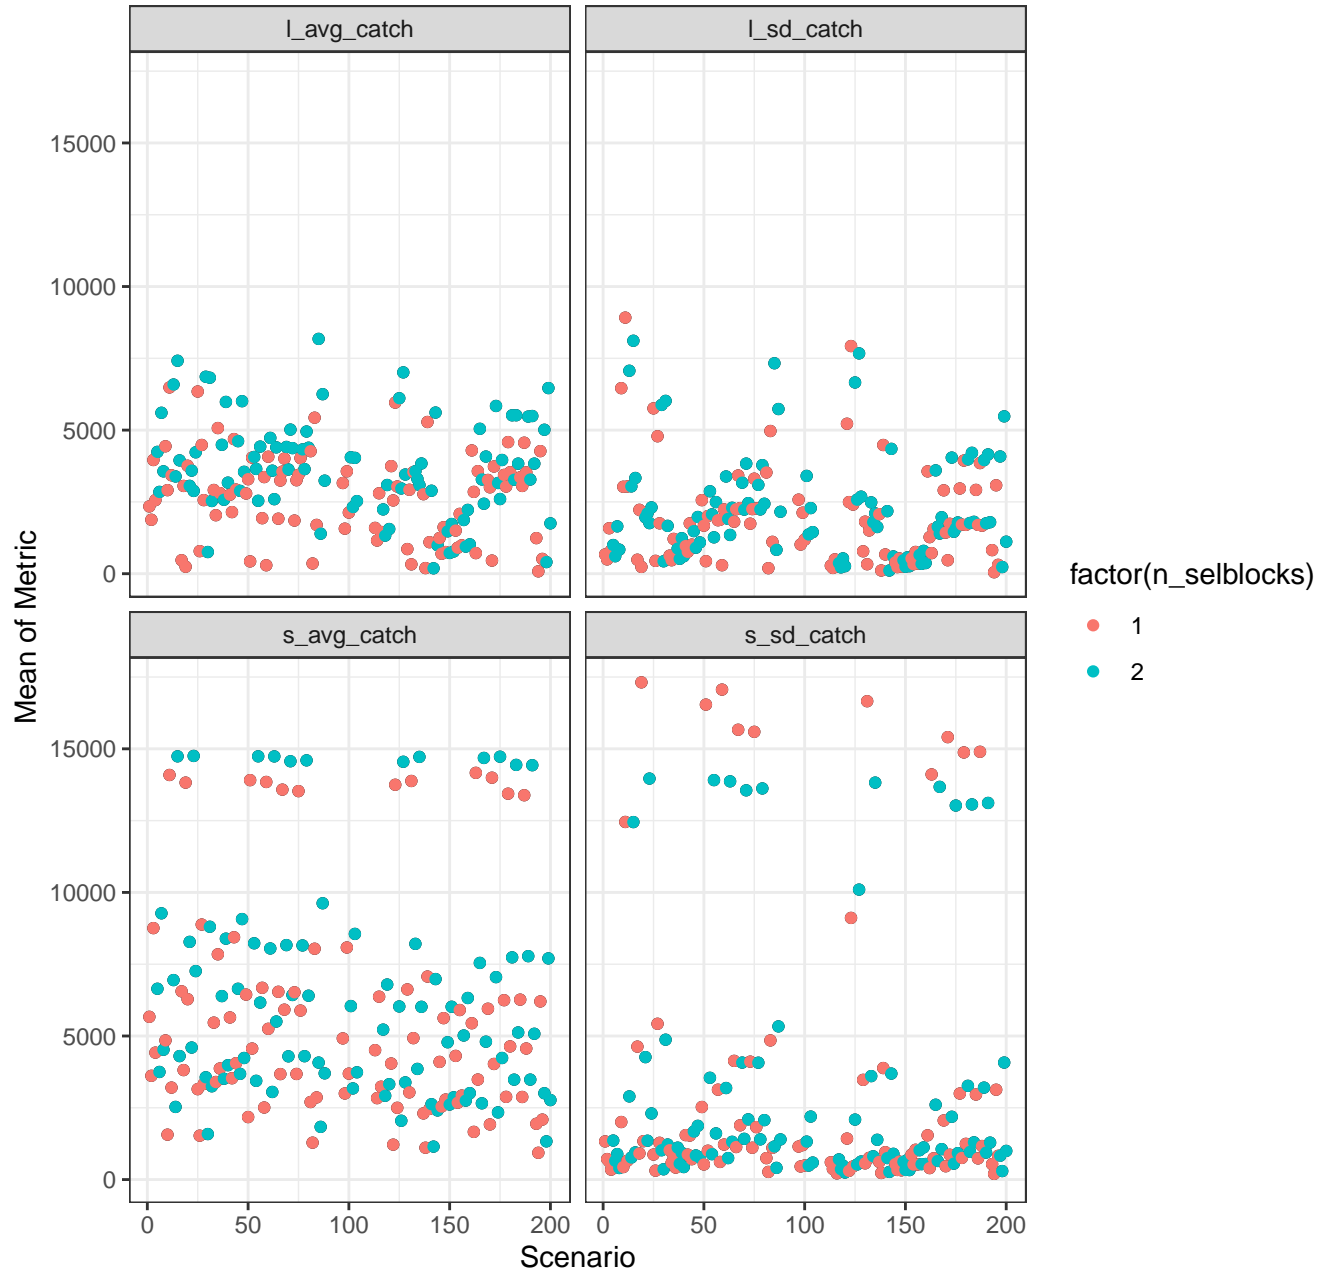 l_avg_catch
l_sd_catch
15000
10000
5000
0
s_avg_catch
s_sd_catch
15000
10000
5000
0
0 50 100 150 200
0 50 100 150 200
Mean of Metric
Scenario
factor(n_selblocks)
1
2